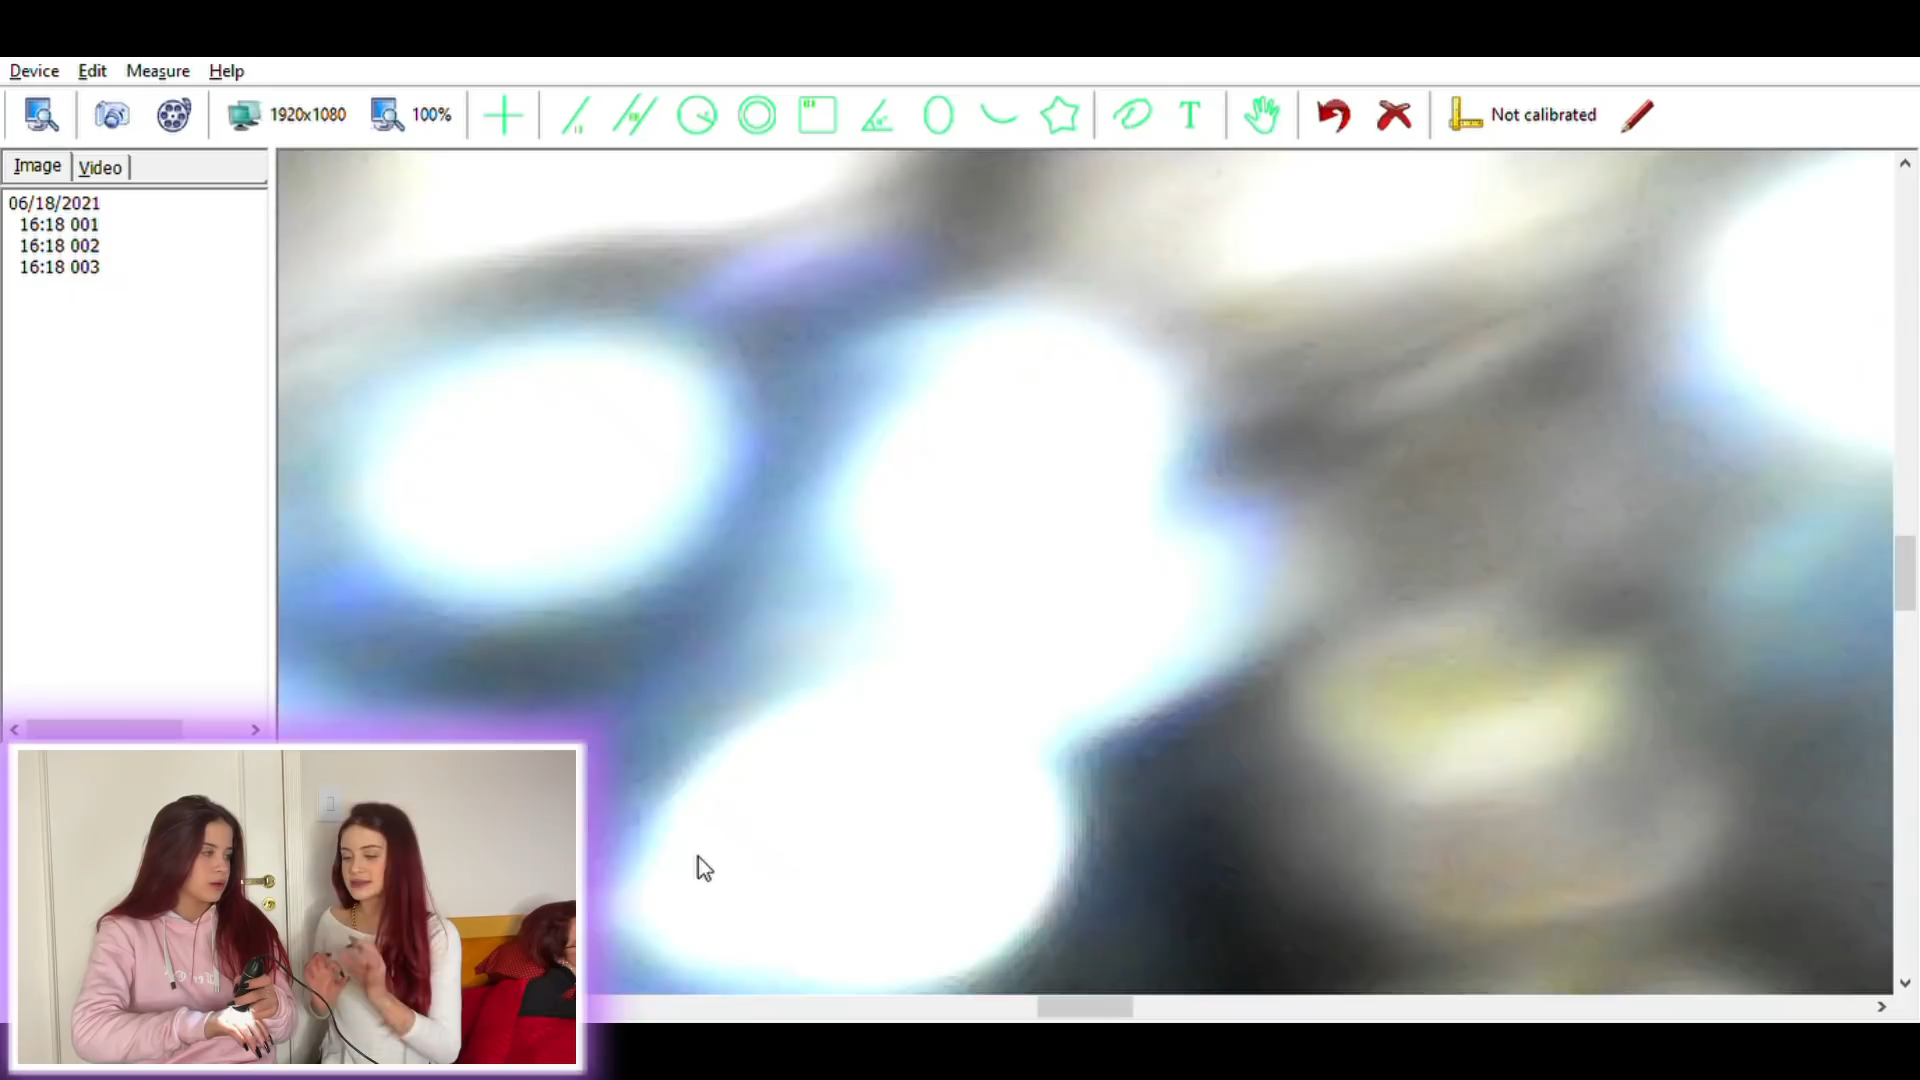 Device Edit Measure Help
1920x1080 100% T Not calibrated
Image Video
06/18/2021
16:18 001
16:18 002
16:18 003